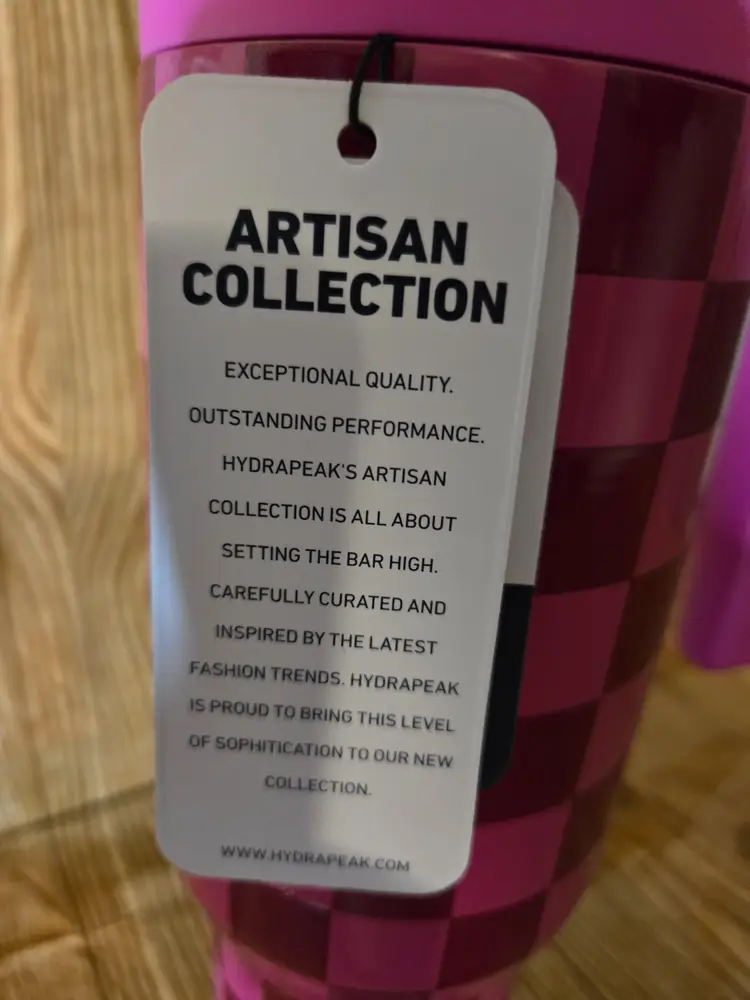 ARTISAN
COLLECTION
EXCEPTIONAL QUALITY.
OUTSTANDING PERFORMANCE.
HYDRAPEAK'S ARTISAN
COLLECTION IS ALL ABOUT
SETTING THE BAR HIGH.
CAREFULLY CURATED AND
INSPIRED BY THE LATEST
FASHION TRENDS. HYDRAPEAK
IS PROUD TO BRING THIS LEVEL
OF SOPHITICATION TO OUR NEW
COLLECTION.
WWW.HYDRAPEAK.COM